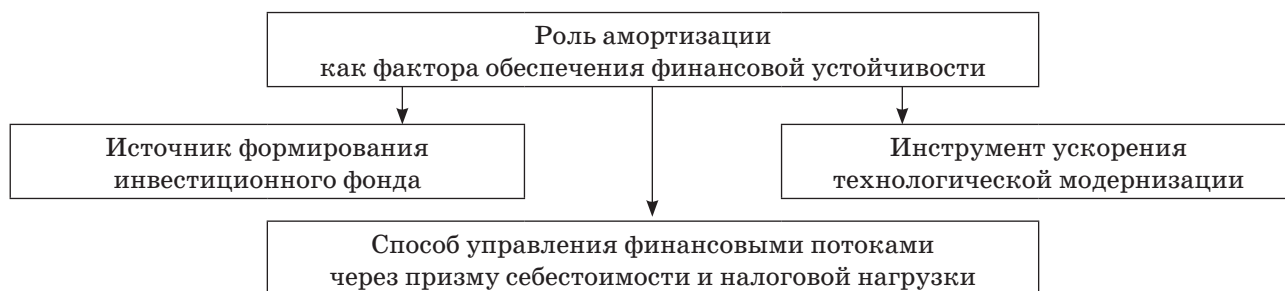 Роль амортизации
как фактора обеспечения финансовой устойчивости
Источник формирования
инвестиционного фонда
Инструмент ускорения
технологической модернизации
Способ управления финансовыми потоками
через призму себестоимости и налоговой нагрузки